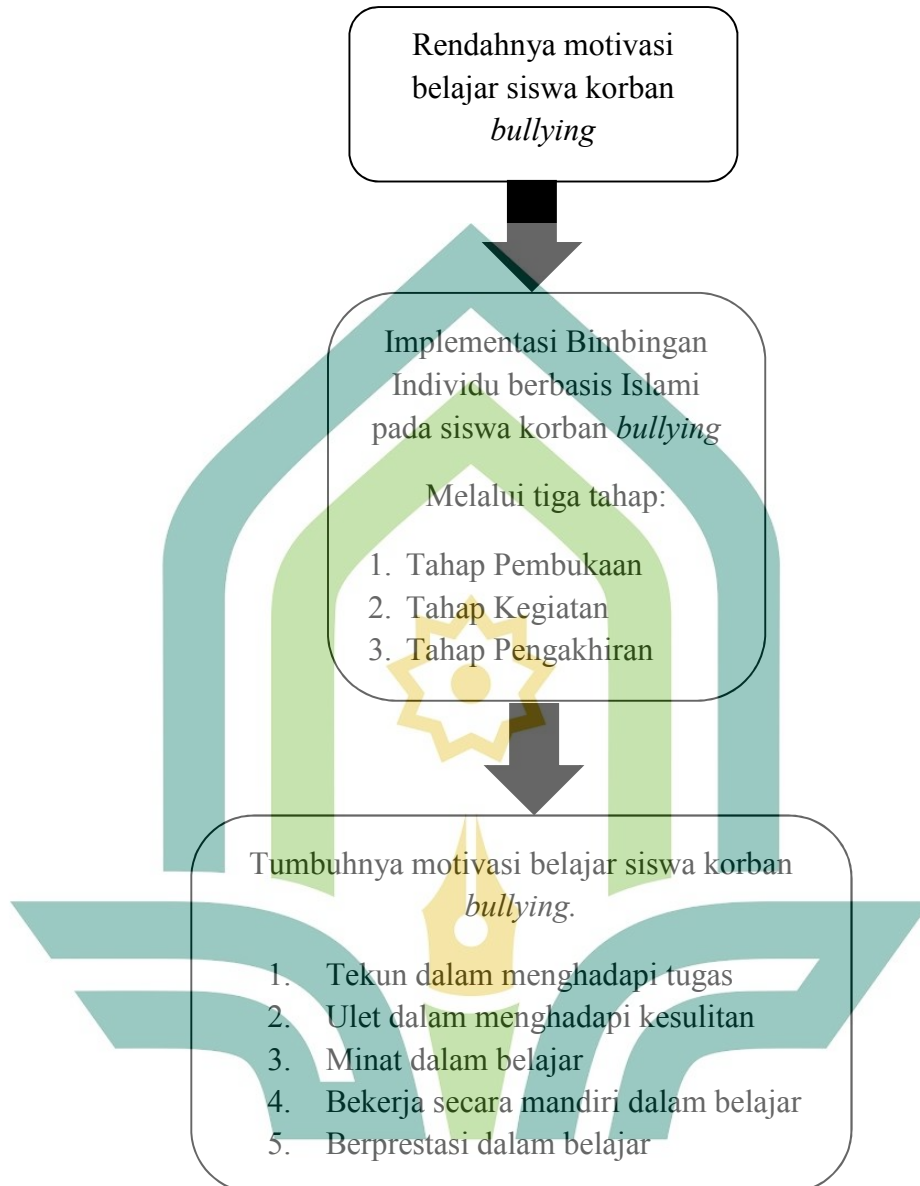 Rendahnya motivasi
belajar siswa korban
bullying
Implementasi Bimbingan
Individu berbasis Islami
pada siswa korban bullying
Melalui tiga tahap:
1. Tahap Pembukaan
2. Tahap Kegiatan
3. Tahap Pengakhiran
Tumbuhnya motivasi belajar siswa korban
bullying.
1. Tekun dalam menghadapi tugas
2. Ulet dalam menghadapi kesulitan
3. Minat dalam belajar
4. Bekerja secara mandiri dalam belajar
5. Berprestasi dalam belajar